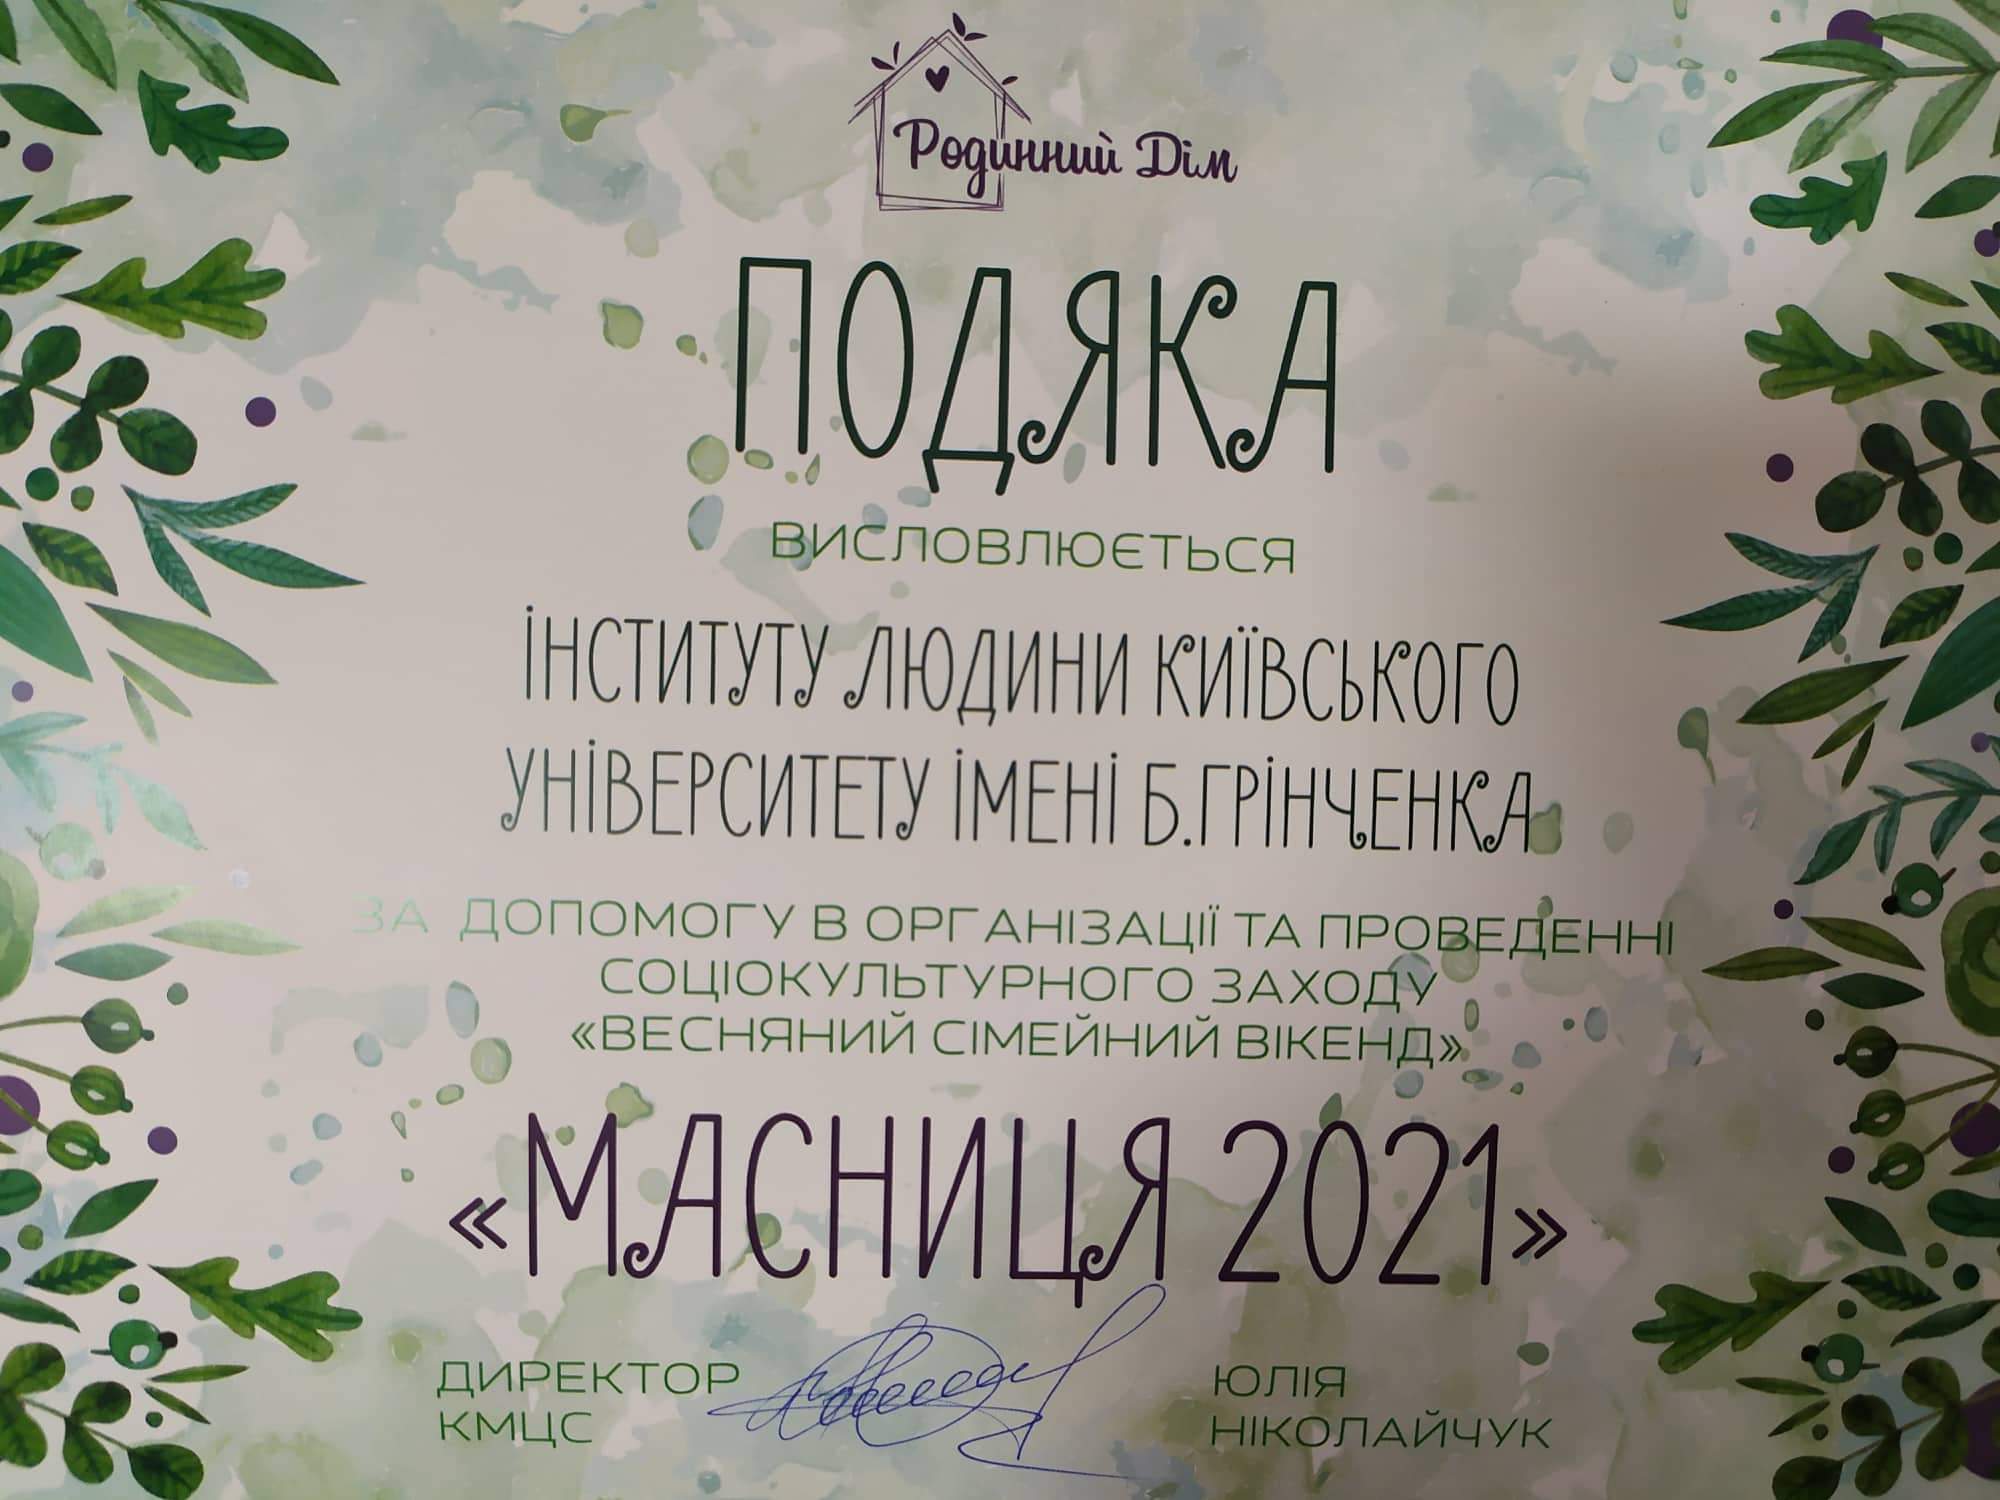 Родинний Дім
ПОДЯКА
ВИСЛОВЛЮЄТЬСЯ
ІНСТИТУТУ ЛЮДИНИ КИЇВСЬКОГО
УНІВЕРСИТЕТУ ІМЕНІ Б.ГРІНЧЕНКА
ЗА ДОПОМОГУ В ОРГАНІЗАЦІЇ ТА ПРОВЕДЕННІ
СОЦІОКУЛЬТУРНОГО ЗАХОДУ
«ВЕСНЯНИЙ СІМЕЙНИЙ ВІКЕНД»
«МАСНИЦЯ 2021»
ДИРЕКТОР
КМЦС
ЮЛІЯ
НІКОЛАЙЧУК